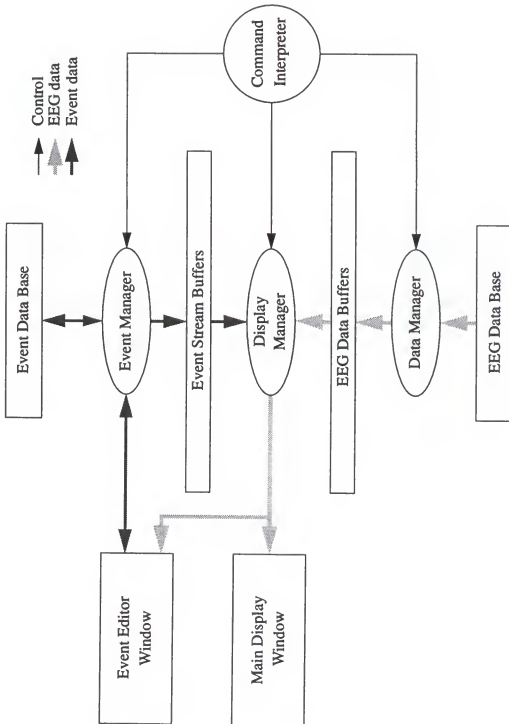 Main Display
Window
Event Editor
Window
EEG Data Base
Data Manager
EEG Data Buffers
Display
Manager
Event Stream Buffers
Event Manager
Event Data Base
Command
Interpreter
Control
EEG data
Event data